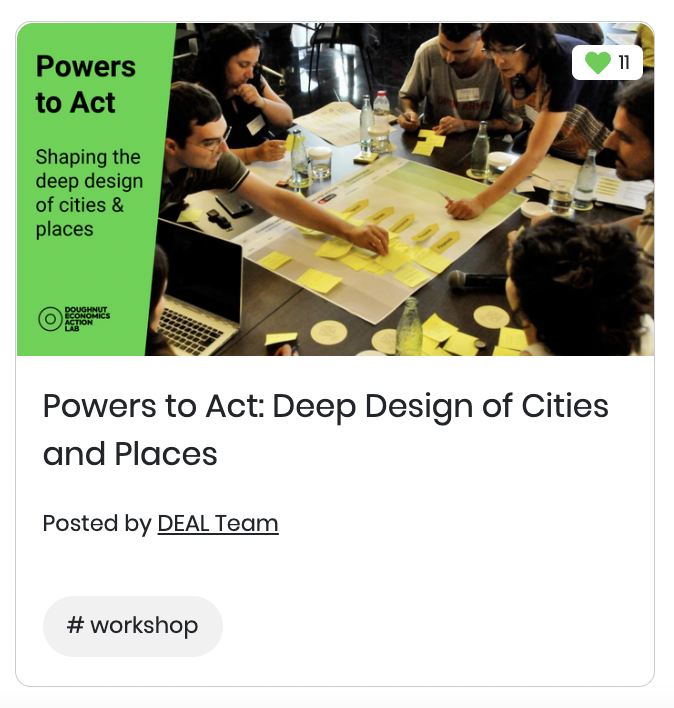 Powers
to Act
Shaping the
deep design
of cities &
places
DOUGHNUT
ECONOMICS
ACTION
LAB
11
Powers to Act: Deep Design of Cities
and Places
Posted by DEAL Team
# workshop